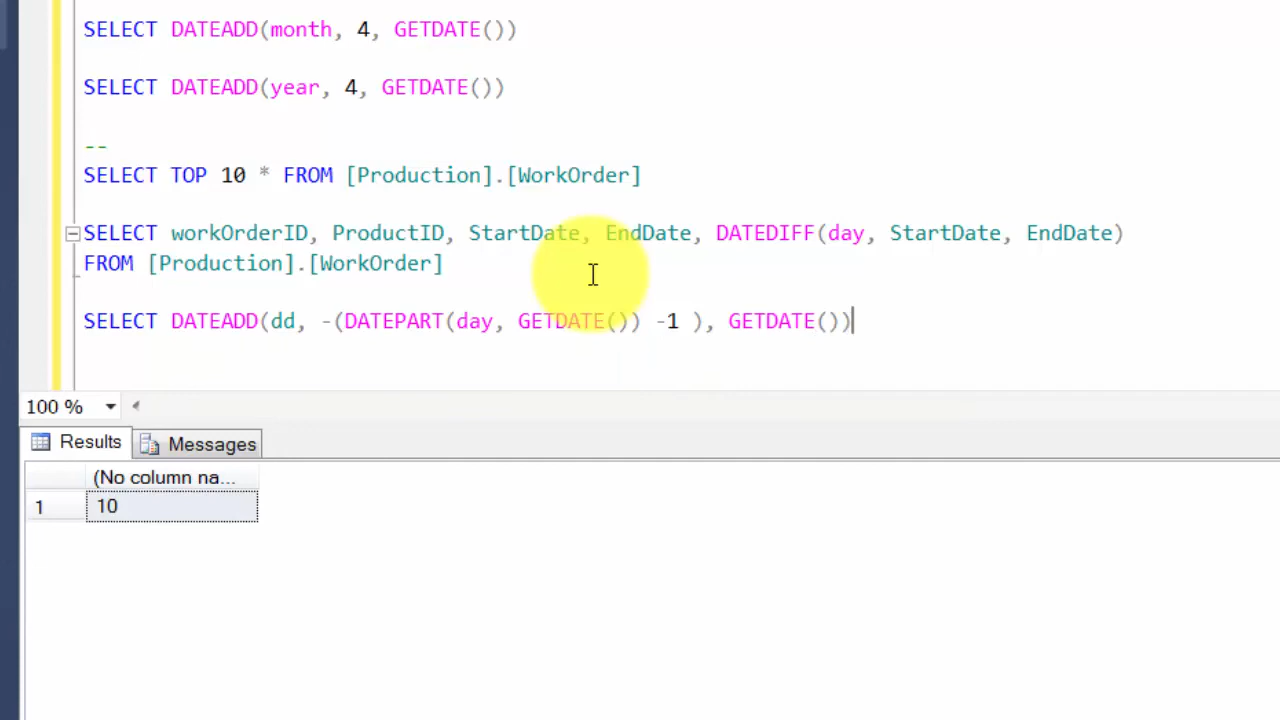 SELECT DATEADD(month, 4, GETDATE())
SELECT DATEADD(year, 4, GETDATE())
--
SELECT TOP 10 * FROM [Production].[WorkOrder]
SELECT workOrderID, ProductID, StartDate, EndDate, DATEDIFF(day, StartDate, EndDate)
FROM [Production].[WorkOrder]
SELECT DATEADD(dd, -(DATEPART(day, GETDATE()) -1 ), GETDATE())
100 %
Results Messages
(No column na...
1 10